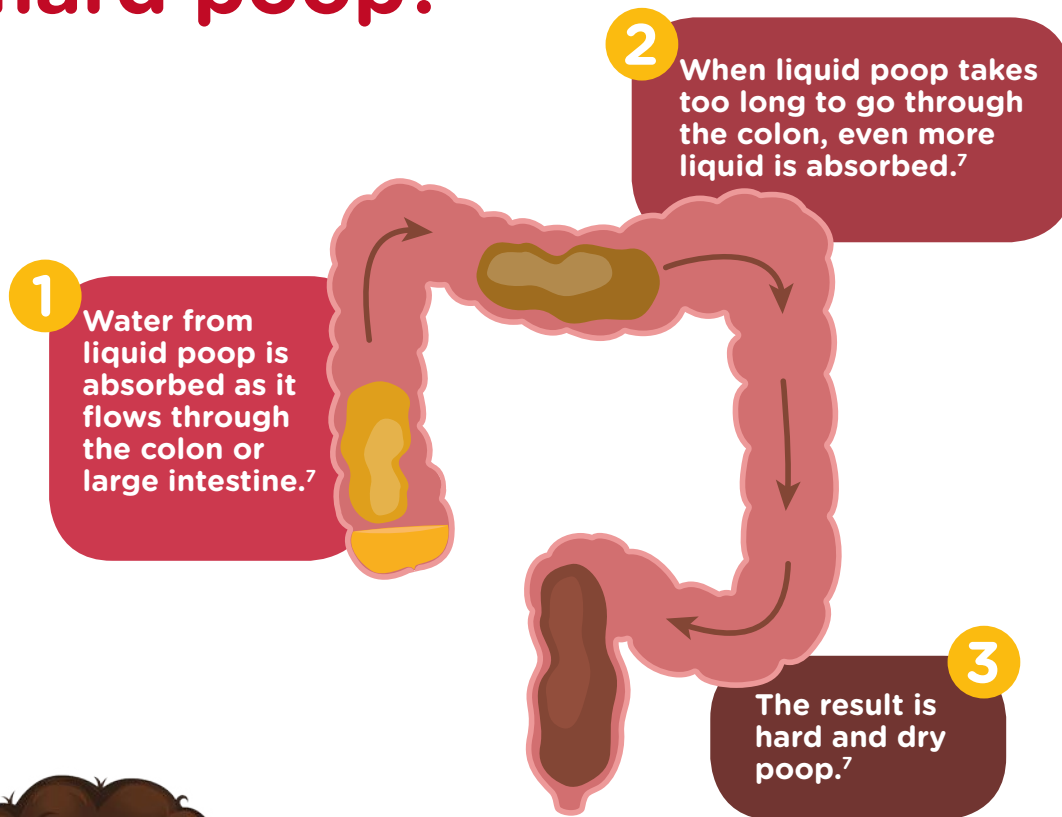 hard poop?
1
Water from
liquid poop is
absorbed as it
flows through
the colon or
large intestine.⁷
2
When liquid poop takes
too long to go through
the colon, even more
liquid is absorbed.⁷
3
The result is
hard and dry
poop.⁷